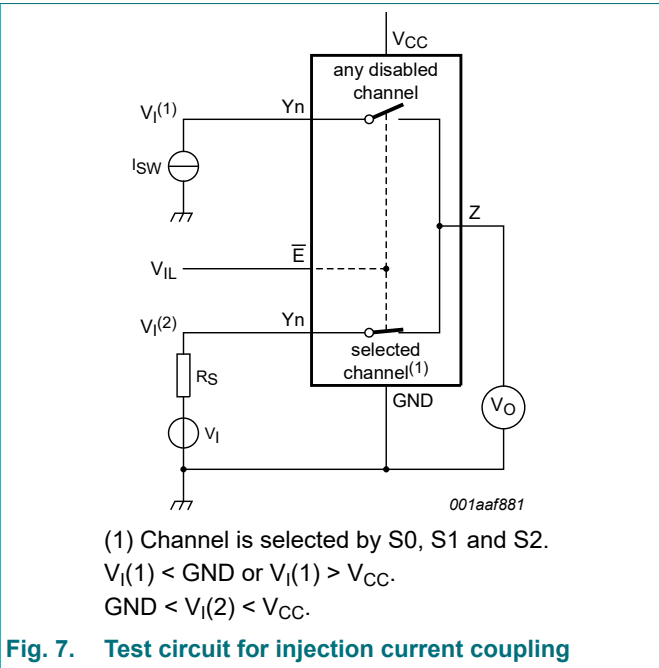 VCC
any disabled
channel
VI(1)
Yn
ISW
Z
E
VIL
VI(2)
Yn
selected
channel(1)
RS
GND
VO
VI
001aaf881
(1) Channel is selected by S0, S1 and S2.
VI(1) < GND or VI(1) > VCC.
GND < VI(2) < VCC.
Fig. 7. Test circuit for injection current coupling